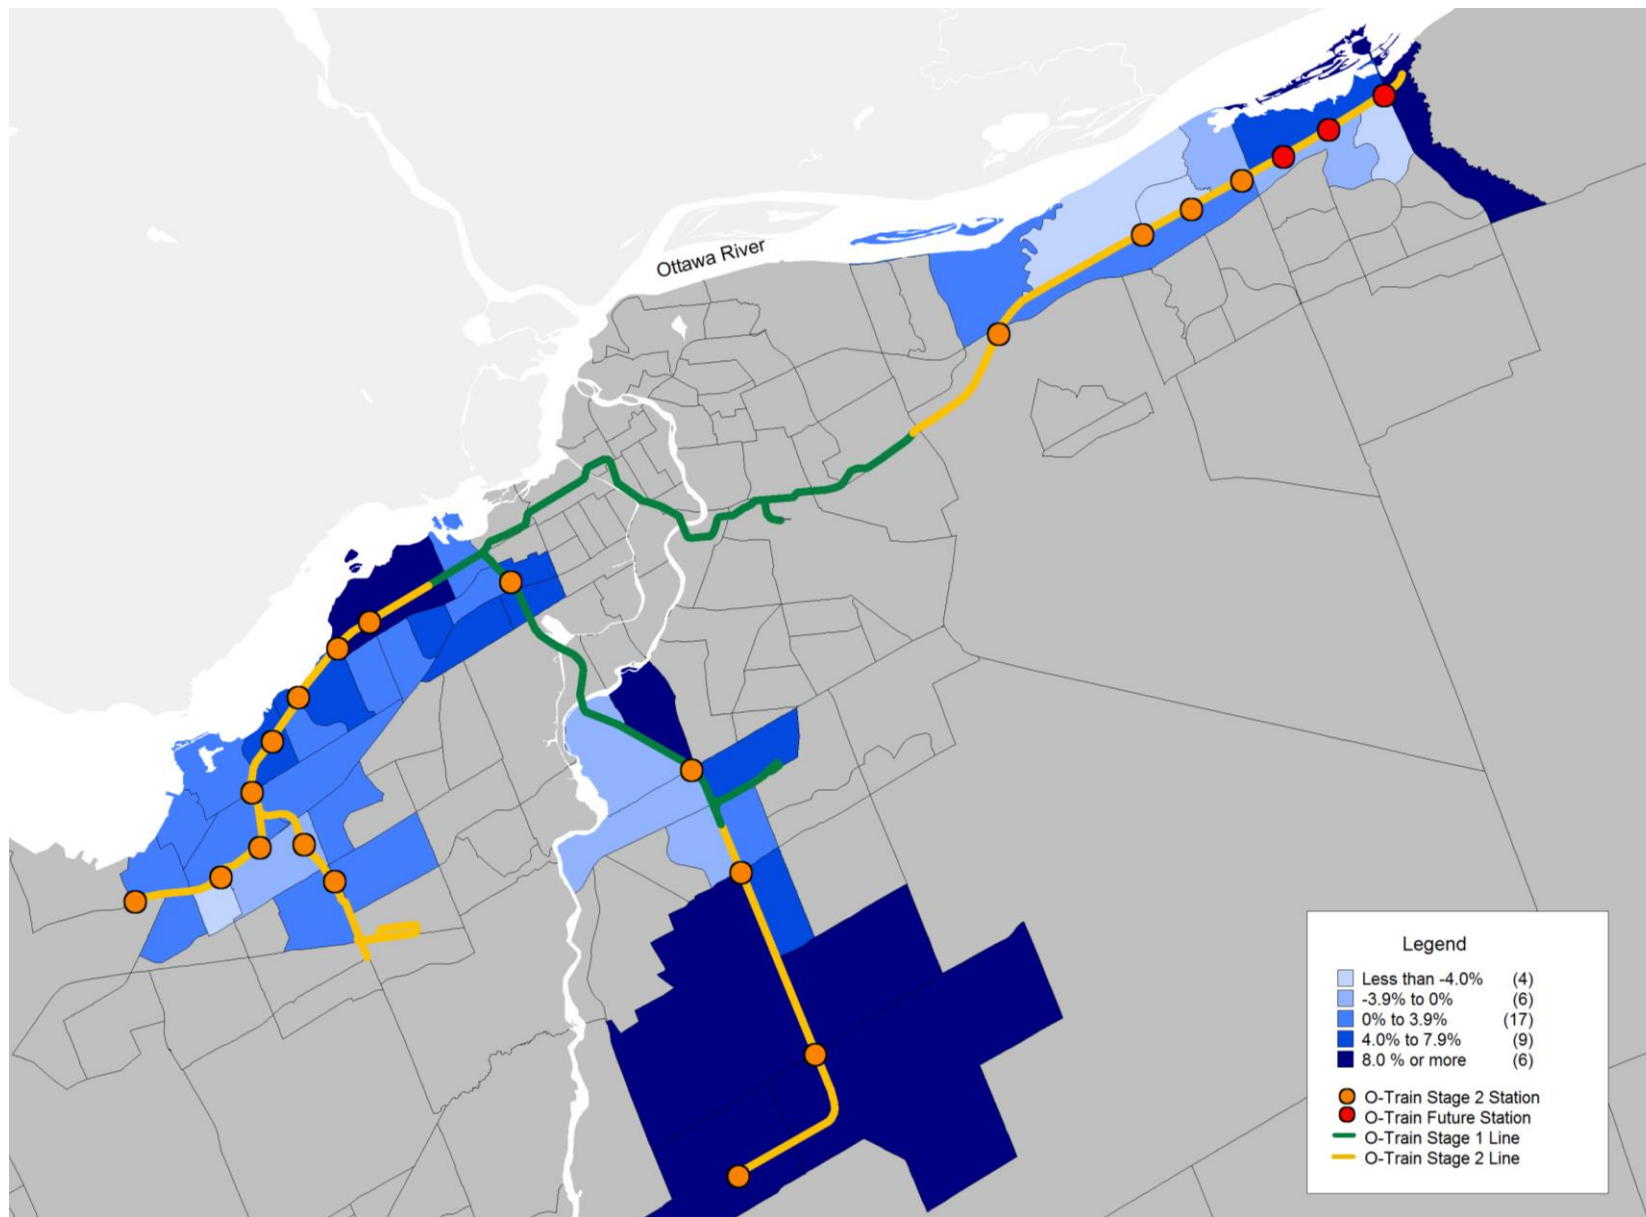 Ottawa River
Legend
Less than -4.0% (4)
-3.9% to 0% (6)
0% to 3.9% (17)
4.0% to 7.9% (9)
8.0 % or more (6)
O-Train Stage 2 Station
O-Train Future Station
O-Train Stage 1 Line
O-Train Stage 2 Line